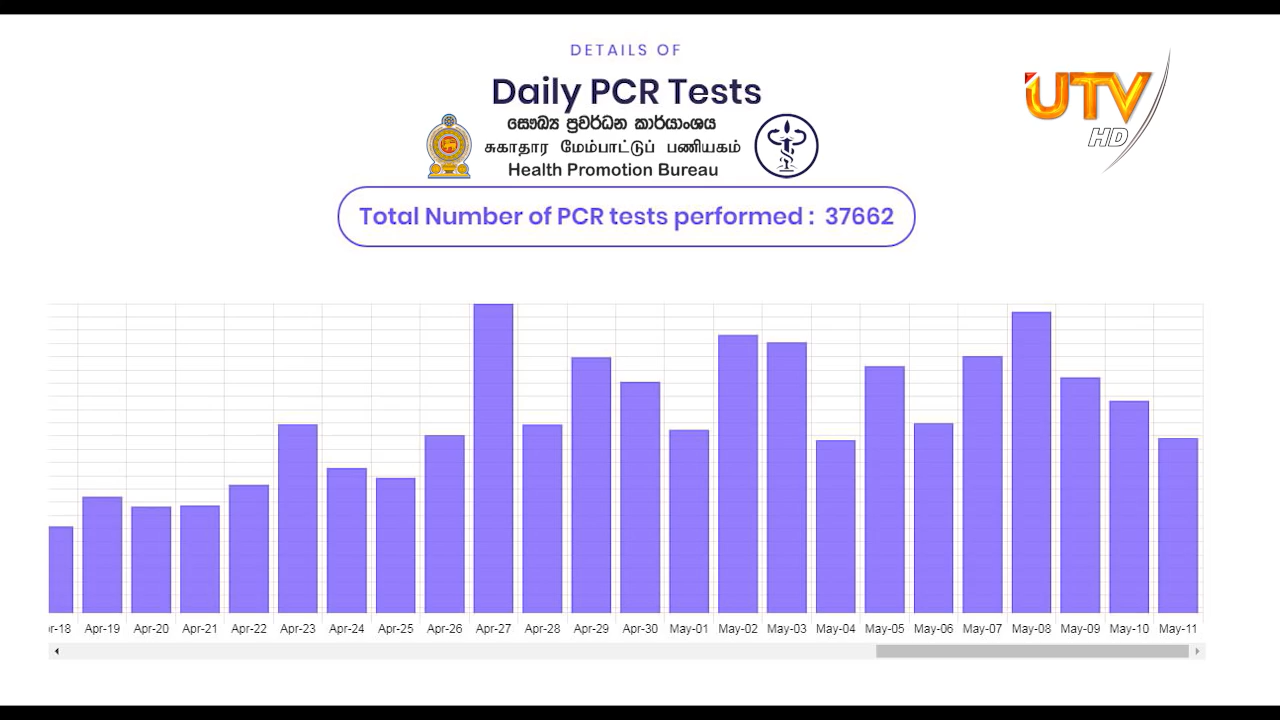 DETAILS OF
Daily PCR Tests
සෞඛ්‍ය ප්‍රවර්ධන කාර්යාංශය
சுகாதார மேம்பாட்டுப் பணியகம்
Health Promotion Bureau
UTV
HD
Total Number of PCR tests performed : 37662
r-18 Apr-19 Apr-20 Apr-21 Apr-22 Apr-23 Apr-24 Apr-25 Apr-26 Apr-27 Apr-28 Apr-29 Apr-30 May-01 May-02 May-03 May-04 May-05 May-06 May-07 May-08 May-09 May-10 May-11